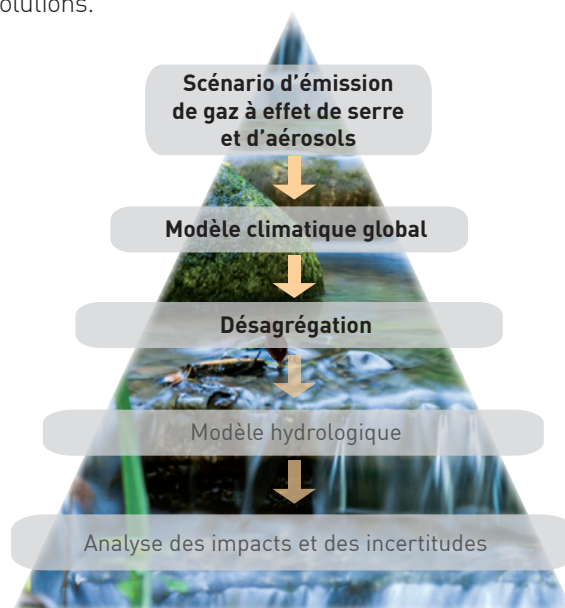 olutions.
Scénario d'émission
de gaz à effet de serre
et d'aérosols
Modèle climatique global
Désagrégation
Modèle hydrologique
Analyse des impacts et des incertitudes